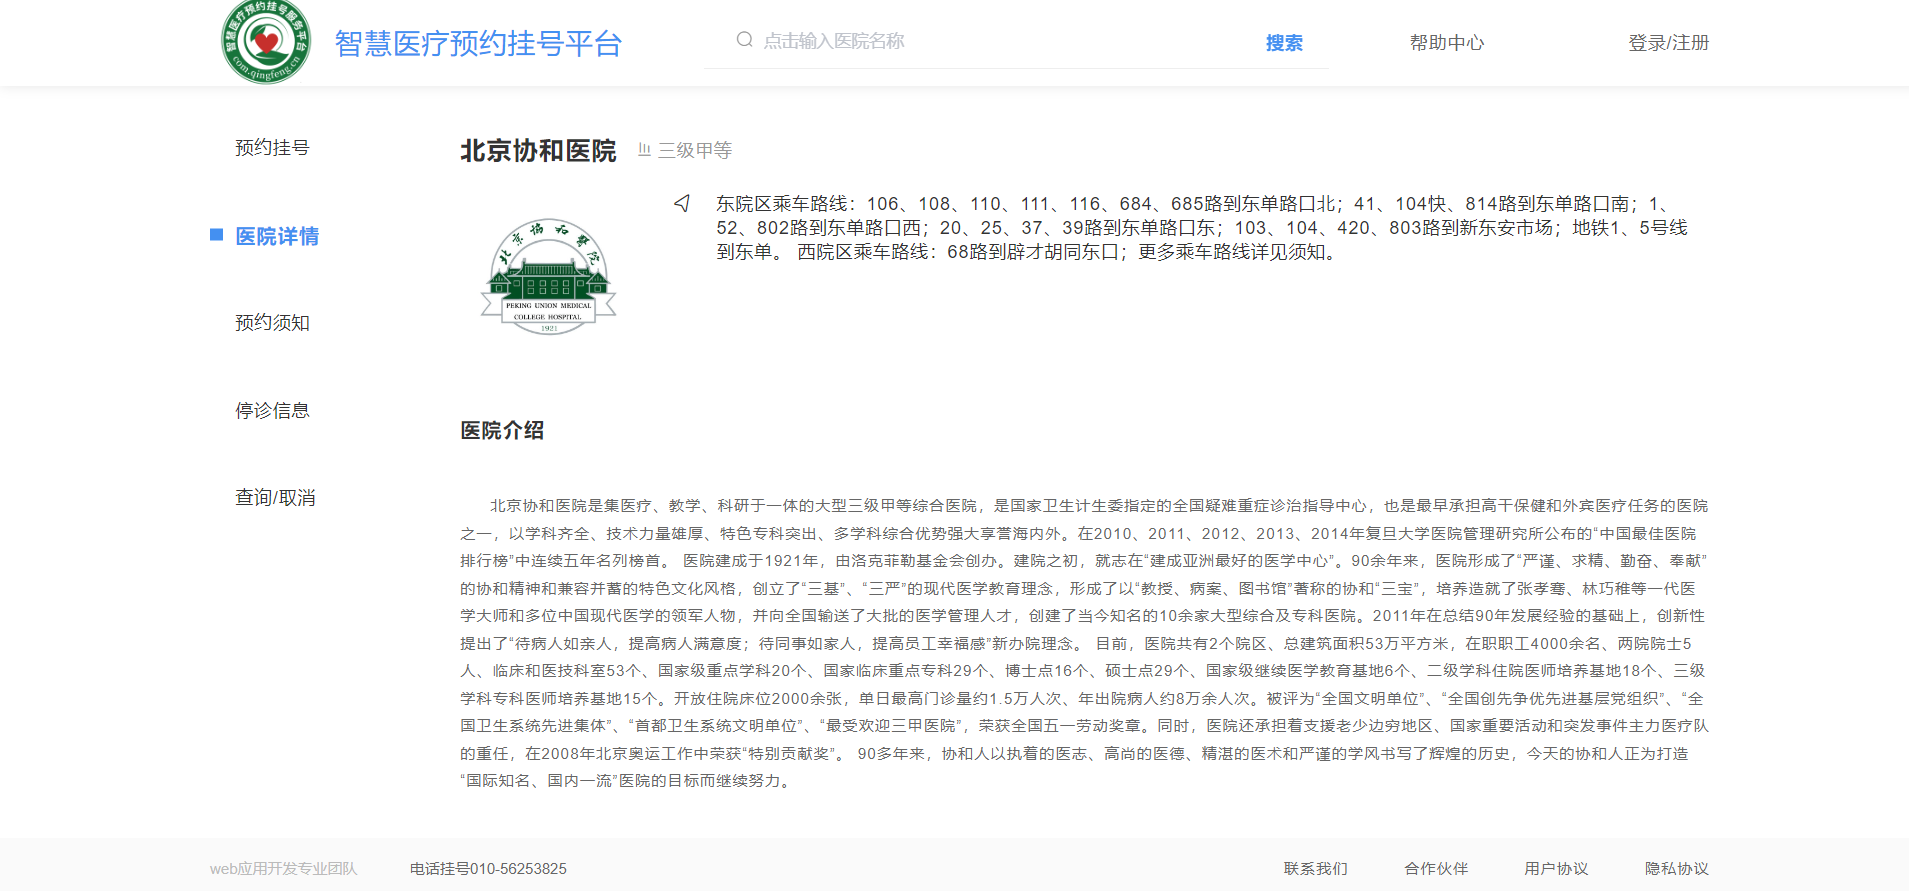 智慧医疗预约挂号服务平台
com.qingfeng.cn
智慧医疗预约挂号平台
点击输入医院名称
搜索
帮助中心
登录/注册
预约挂号
医院详情
预约须知
停诊信息
查询/取消
北京协和医院
三级甲等
北京協和醫院
PEKING UNION MEDICAL
COLLEGE HOSPITAL
1921
东院区乘车路线：106、108、110、111、116、684、685路到东单路口北；41、104快、814路到东单路口南；1、
52、802路到东单路口西；20、25、37、39路到东单路口东；103、104、420、803路到新东安市场；地铁1、5号线
到东单。 西院区乘车路线：68路到辟才胡同东口；更多乘车路线详见须知。
医院介绍
北京协和医院是集医疗、教学、科研于一体的大型三级甲等综合医院，是国家卫生计生委指定的全国疑难重症诊治指导中心，也是最早承担高干保健和外宾医疗任务的医院
之一，以学科齐全、技术力量雄厚、特色专科突出、多学科综合优势强大享誉海内外。在2010、2011、2012、2013、2014年复旦大学医院管理研究所公布的“中国最佳医院
排行榜”中连续五年名列榜首。 医院建成于1921年，由洛克菲勒基金会创办。建院之初，就志在“建成亚洲最好的医学中心”。90余年来，医院形成了“严谨、求精、勤奋、奉献”
的协和精神和兼容并蓄的特色文化风格，创立了“三基”、“三严”的现代医学教育理念，形成了以“教授、病案、图书馆”著称的协和“三宝”，培养造就了张孝骞、林巧稚等一代医
学大师和多位中国现代医学的领军人物，并向全国输送了大批的医学管理人才，创建了当今知名的10余家大型综合及专科医院。2011年在总结90年发展经验的基础上，创新性
提出了“待病人如亲人，提高病人满意度；待同事如家人，提高员工幸福感”新办院理念。 目前，医院共有2个院区、总建筑面积53万平方米，在职职工4000余名、两院院士5
人、临床和医技科室53个、国家级重点学科20个、国家临床重点专科29个、博士点16个、硕士点29个、国家级继续医学教育基地6个、二级学科住院医师培养基地18个、三级
学科专科医师培养基地15个。开放住院床位2000余张，单日最高门诊量约1.5万人次、年出院病人约8万余人次。被评为“全国文明单位”、“全国创先争优先进基层党组织”、“全
国卫生系统先进集体”、“首都卫生系统文明单位”、“最受欢迎三甲医院”，荣获全国五一劳动奖章。同时，医院还承担着支援老少边穷地区、国家重要活动和突发事件主力医疗队
的重任，在2008年北京奥运工作中荣获“特别贡献奖”。 90多年来，协和人以执着的医志、高尚的医德、精湛的医术和严谨的学风书写了辉煌的历史，今天的协和人正为打造
“国际知名、国内一流”医院的目标而继续努力。
web应用开发专业团队
电话挂号010-56253825
联系我们
合作伙伴
用户协议
隐私协议